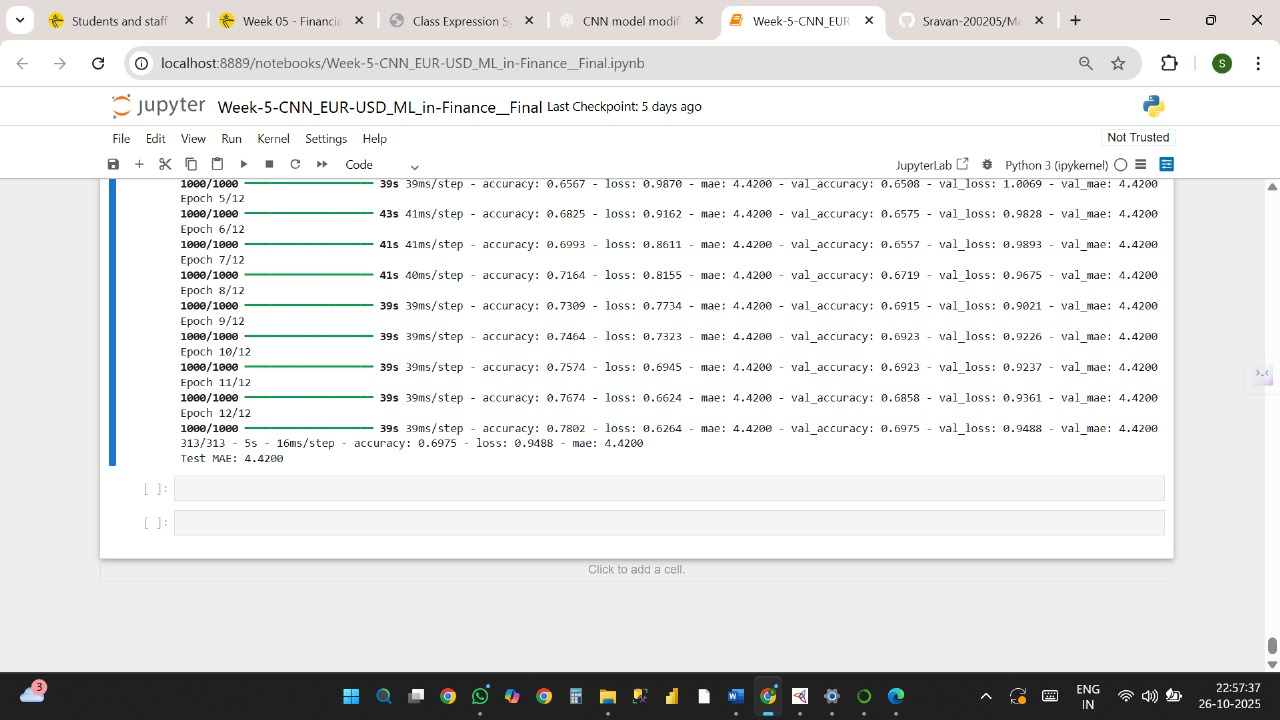 Students and staff
Week 05 - Financia
Class Expression Sy
CNN model modifi
Week-5-CNN_EUR
Sravan-200205/Ma
localhost:8889/notebooks/Week-5-CNN_EUR-USD_ML_in-Finance__Final.ipynb
S
jupyter Week-5-CNN_EUR-USD_ML_in-Finance__Final Last Checkpoint: 5 days ago
File Edit View Run Kernel Settings Help
Not Trusted
Code
JupyterLab
Python 3 (ipykernel)
1000/1000 39s 39ms/step - accuracy: 0.6567 - loss: 0.9870 - mae: 4.4200 - val_accuracy: 0.6508 - val_loss: 1.0069 - val_mae: 4.4200
Epoch 5/12
1000/1000 43s 41ms/step - accuracy: 0.6825 - loss: 0.9162 - mae: 4.4200 - val_accuracy: 0.6575 - val_loss: 0.9828 - val_mae: 4.4200
Epoch 6/12
1000/1000 41s 41ms/step - accuracy: 0.6993 - loss: 0.8611 - mae: 4.4200 - val_accuracy: 0.6557 - val_loss: 0.9893 - val_mae: 4.4200
Epoch 7/12
1000/1000 41s 40ms/step - accuracy: 0.7164 - loss: 0.8155 - mae: 4.4200 - val_accuracy: 0.6719 - val_loss: 0.9675 - val_mae: 4.4200
Epoch 8/12
1000/1000 39s 39ms/step - accuracy: 0.7309 - loss: 0.7734 - mae: 4.4200 - val_accuracy: 0.6915 - val_loss: 0.9021 - val_mae: 4.4200
Epoch 9/12
1000/1000 39s 39ms/step - accuracy: 0.7464 - loss: 0.7323 - mae: 4.4200 - val_accuracy: 0.6923 - val_loss: 0.9226 - val_mae: 4.4200
Epoch 10/12
1000/1000 39s 39ms/step - accuracy: 0.7574 - loss: 0.6945 - mae: 4.4200 - val_accuracy: 0.6923 - val_loss: 0.9237 - val_mae: 4.4200
Epoch 11/12
1000/1000 39s 39ms/step - accuracy: 0.7674 - loss: 0.6624 - mae: 4.4200 - val_accuracy: 0.6858 - val_loss: 0.9361 - val_mae: 4.4200
Epoch 12/12
1000/1000 39s 39ms/step - accuracy: 0.7802 - loss: 0.6264 - mae: 4.4200 - val_accuracy: 0.6975 - val_loss: 0.9488 - val_mae: 4.4200
313/313 - 5s - 16ms/step - accuracy: 0.6975 - loss: 0.9488 - mae: 4.4200
Test MAE: 4.4200
[ ]:
[ ]:
Click to add a cell.
3
ENG
IN
22:57:37
26-10-2025